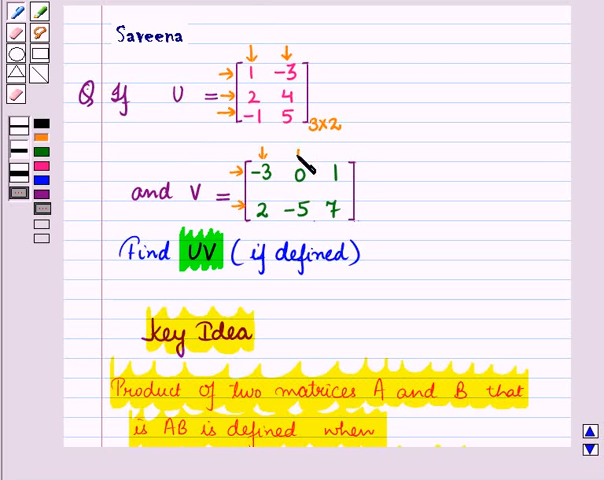 Saveena
Q If U = [1 -3
2 4
-1 5] 3x2
and V = [-3 0 1
2 -5 7]
Find UV (if defined)
Key Idea
Product of two matrices A and B that
is AB is defined when